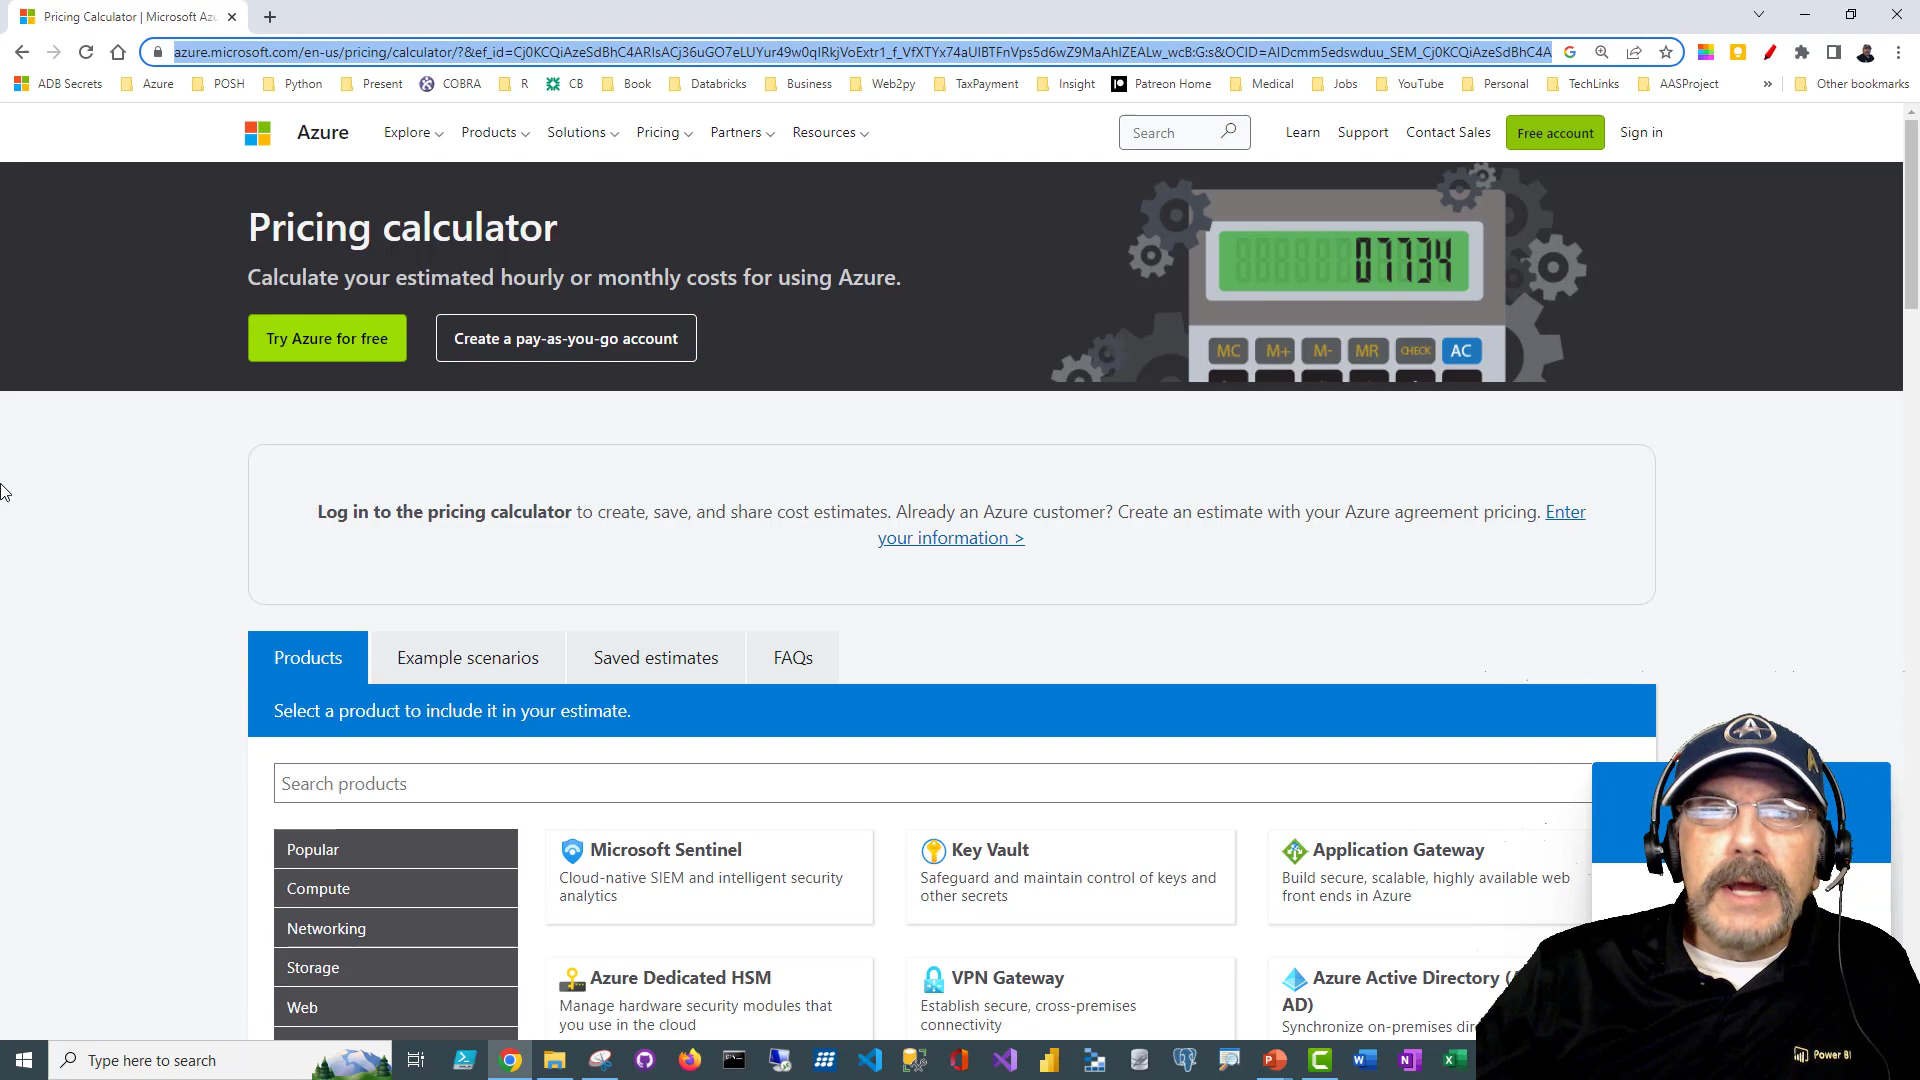 Pricing Calculator | Microsoft Azu
azure.microsoft.com/en-us/pricing/calculator/?&ef_id=Cj0KCQiAzeSdBhC4ARIsACj36uGO7eLUYur49w0qIRkjVoExtr1_f_VfXTYx74aUIBTFnVps5d6wZ9MaAhlZEALw_wcB:G:s&OCID=AIDcmm5edswduu_SEM_Cj0KCQiAzeSdBhC4A
ADB Secrets Azure POSH Python Present COBRA R CB Book Databricks Business Web2py TaxPayment Insight Patreon Home Medical Jobs YouTube Personal TechLinks AASProject » Other bookmarks
Azure Explore Products Solutions Pricing Partners Resources Search Learn Support Contact Sales Free account Sign in
Pricing calculator
Calculate your estimated hourly or monthly costs for using Azure.
Try Azure for free
Create a pay-as-you-go account
07734
MC M+ M- MR CHECK AC
Log in to the pricing calculator to create, save, and share cost estimates. Already an Azure customer? Create an estimate with your Azure agreement pricing. Enter
your information >
Products Example scenarios Saved estimates FAQs
Select a product to include it in your estimate.
Search products
Popular
Compute
Networking
Storage
Web
Microsoft Sentinel
Cloud-native SIEM and intelligent security
analytics
Key Vault
Safeguard and maintain control of keys and
other secrets
Application Gateway
Build secure, scalable, highly available web
front ends in Azure
Azure Dedicated HSM
Manage hardware security modules that
you use in the cloud
VPN Gateway
Establish secure, cross-premises
connectivity
Azure Active Directory (
AD)
Synchronize on-premises
Power BI
Type here to search